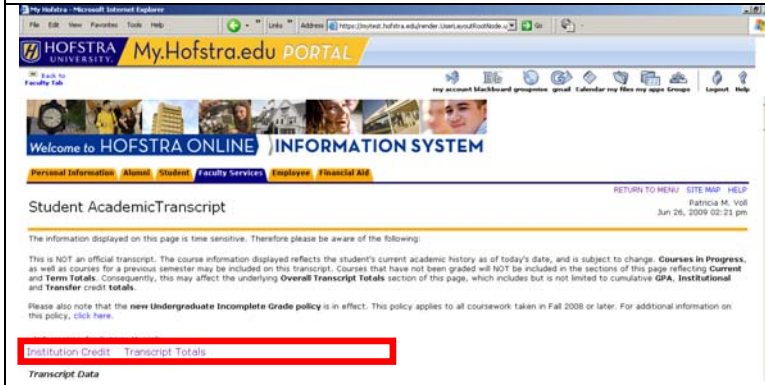 My Hofstra - Microsoft Internet Explorer
File Edit View Favorites Tools Help
Links Address https://mytest.hofstra.edu/render.UserLayoutRootNode.u Go
HOFSTRA UNIVERSITY. My.Hofstra.edu PORTAL
Back to
Faculty Tab
my account blackboard groupwise gmail Calendar my files my apps Groups Logout Help
Welcome to HOFSTRA ONLINE INFORMATION SYSTEM
Personal Information Alumni Student Faculty Services Employee Financial Aid
RETURN TO MENU SITE MAP HELP
Student AcademicTranscript
Patricia M. Voll
Jun 26, 2009 02:21 pm
The information displayed on this page is time sensitive. Therefore please be aware of the following:
This is NOT an official transcript. The course information displayed reflects the student's current academic history as of today's date, and is subject to change. Courses in Progress,
as well as courses for a previous semester may be included on this transcript. Courses that have not been graded will NOT be included in the sections of this page reflecting Current
and Term Totals. Consequently, this may affect the underlying Overall Transcript Totals section of this page, which includes but is not limited to cumulative GPA, Institutional
and Transfer credit totals.
Please also note that the new Undergraduate Incomplete Grade policy is in effect. This policy applies to all coursework taken in Fall 2008 or later. For additional information on
this policy, click here.
Institution Credit Transcript Totals
Transcript Data